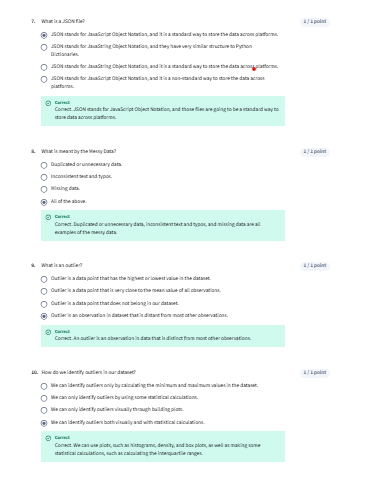 7. What is a JSON file? 1 / 1 point
JSON stands for JavaScript Object Notation, and it is a standard way to store the data across platforms.
JSON stands for JavaScript Object Notation, and they have very similar structure to Python
Dictionaries.
JSON stands for JavaScript Object Notation, and it is a standard way to store the data across platforms.
JSON stands for JavaScript Object Notation, and it is a non-standard way to store the data across
platforms.
Correct
Correct. JSON stands for JavaScript Object Notation, and those files are going to be a standard way to
store data across platforms.
8. What is meant by the Messy Data? 1 / 1 point
Duplicated or unnecessary data.
Inconsistent text and typos.
Missing data.
All of the above.
Correct
Correct. Duplicated or unnecessary data, inconsistent text and typos, and missing data are all
examples of the messy data.
9. What is an outlier? 1 / 1 point
Outlier is a data point that has the highest or lowest value in the dataset.
Outlier is a data point that is very close to the mean value of all observations.
Outlier is a data point that does not belong in our dataset.
Outlier is an observation in dataset that is distant from most other observations.
Correct
Correct. An outlier is an observation in data that is distinct from most other observations.
10. How do we identify outliers in our dataset? 1 / 1 point
We can identify outliers only by calculating the minimum and maximum values in the dataset.
We can only identify outliers by using some statistical calculations.
We can only identify outliers visually through building plots.
We can identify outliers both visually and with statistical calculations.
Correct
Correct. We can use plots, such as histograms, density, and box plots, as well as making some
statistical calculations, such as calculating the interquartile ranges.